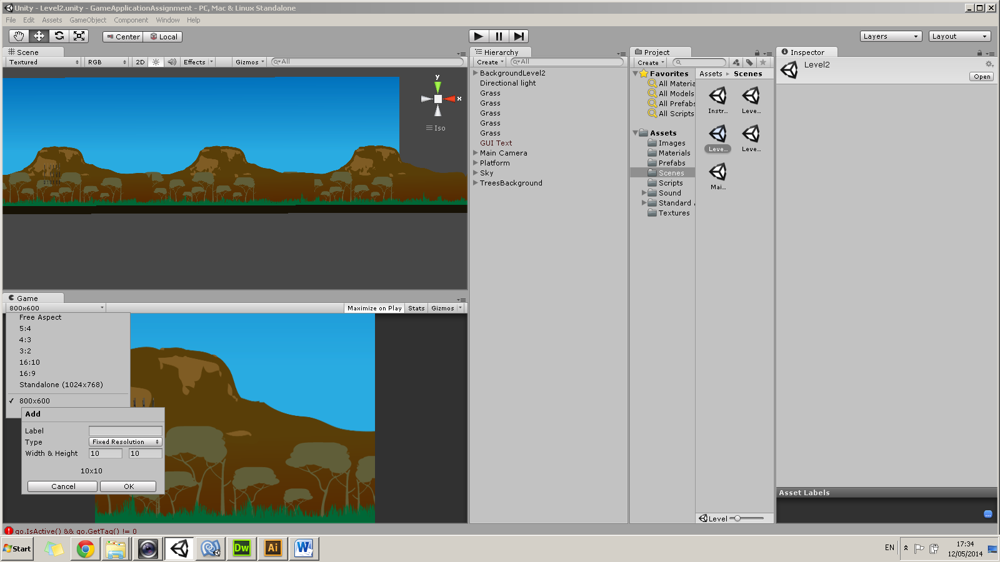 Unity - Level2.unity - GameApplicationAssignment - PC, Mac & Linux Standalone
File Edit Assets GameObject Component Window Help
Center Local Layers Layout
Scene
Textured RGB 2D Effects Gizmos All
y
x
Iso
Game
800x600 Maximize on Play Stats Gizmos
Free Aspect
5:4
4:3
3:2
16:10
16:9
Standalone (1024x768)
800x600
Add
Label
Type Fixed Resolution
Width & Height 10 10
10x10
Cancel OK
Hierarchy
Create All
BackgroundLevel2
Directional light
Grass
Grass
Grass
Grass
Grass
GUI Text
Main Camera
Platform
Sky
TreesBackground
Project
Create
Favorites
All Materia
All Models
All Prefabs
All Scripts
Assets
Images
Materials
Prefabs
Scenes
Scripts
Sound
Standard
Textures
Assets Scenes
Instr... Leve...
Leve... Leve...
Mai...
Level
Inspector
Level2
Open
Asset Labels
go.IsActive() && go.GetTag() != 0
Start Dw Ai W EN 17:34
12/05/2014